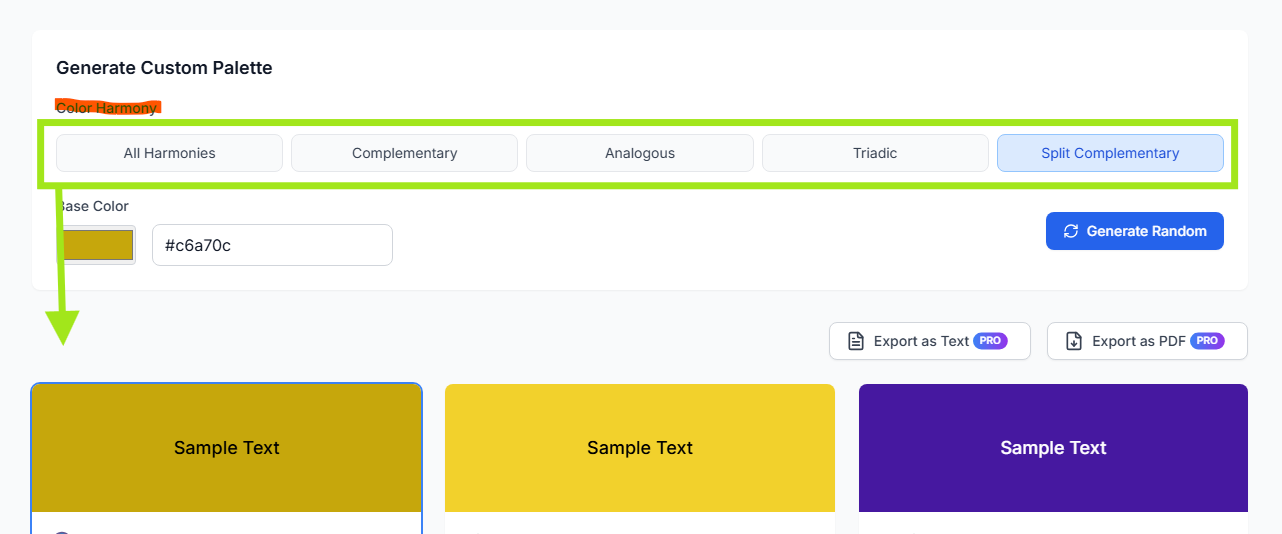 Generate Custom Palette
Color Harmony
All Harmonies Complementary Analogous Triadic Split Complementary
Base Color
#c6a70c Generate Random
Export as Text PRO Export as PDF PRO
Sample Text Sample Text Sample Text